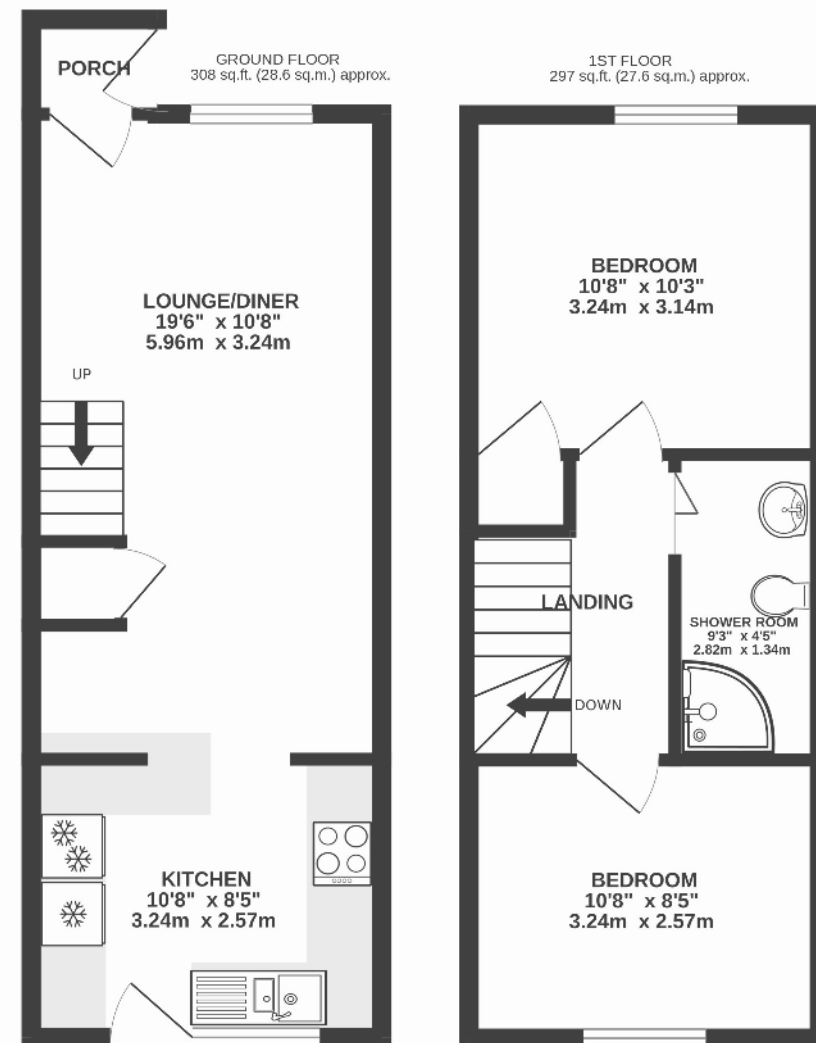 GROUND FLOOR
308 sq.ft. (28.6 sq.m.) approx.
PORCH
LOUNGE/DINER
19'6" x 10'8"
5.96m x 3.24m
UP
KITCHEN
10'8" x 8'5"
3.24m x 2.57m
1ST FLOOR
297 sq.ft. (27.6 sq.m.) approx.
BEDROOM
10'8" x 10'3"
3.24m x 3.14m
LANDING
SHOWER ROOM
9'3" x 4'5"
2.82m x 1.34m
DOWN
BEDROOM
10'8" x 8'5"
3.24m x 2.57m